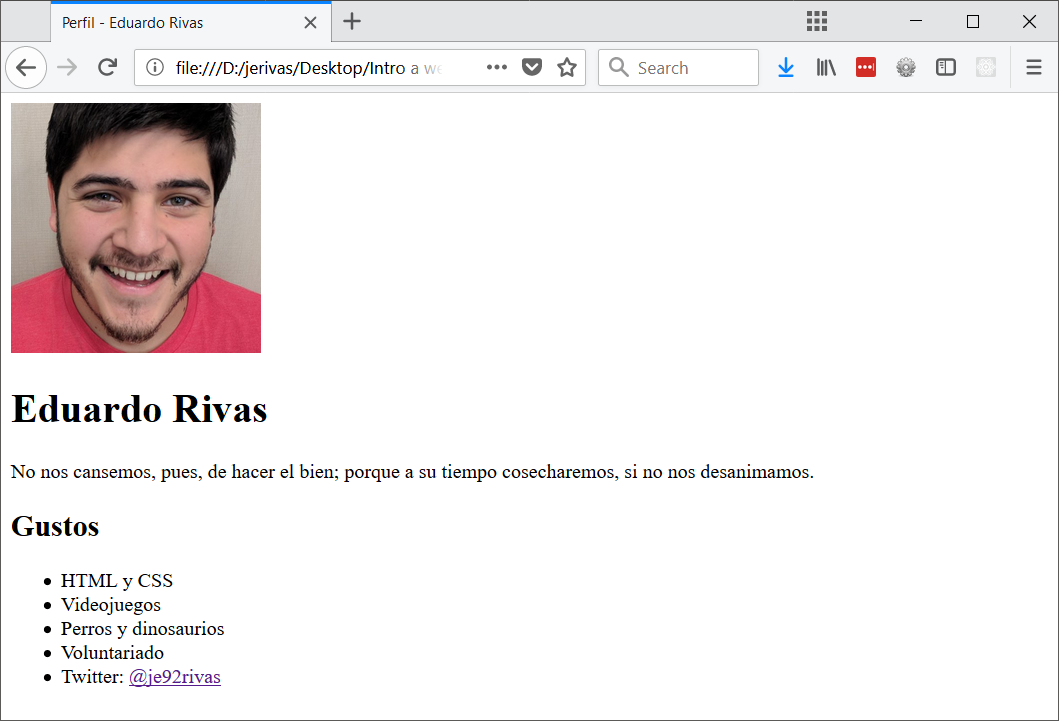 Perfil - Eduardo Rivas
file:///D:/jerivas/Desktop/Intro a we
Search
Eduardo Rivas
No nos cansemos, pues, de hacer el bien; porque a su tiempo cosecharemos, si no nos desanimamos.
Gustos
HTML y CSS
Videojuegos
Perros y dinosaurios
Voluntariado
Twitter: @je92rivas